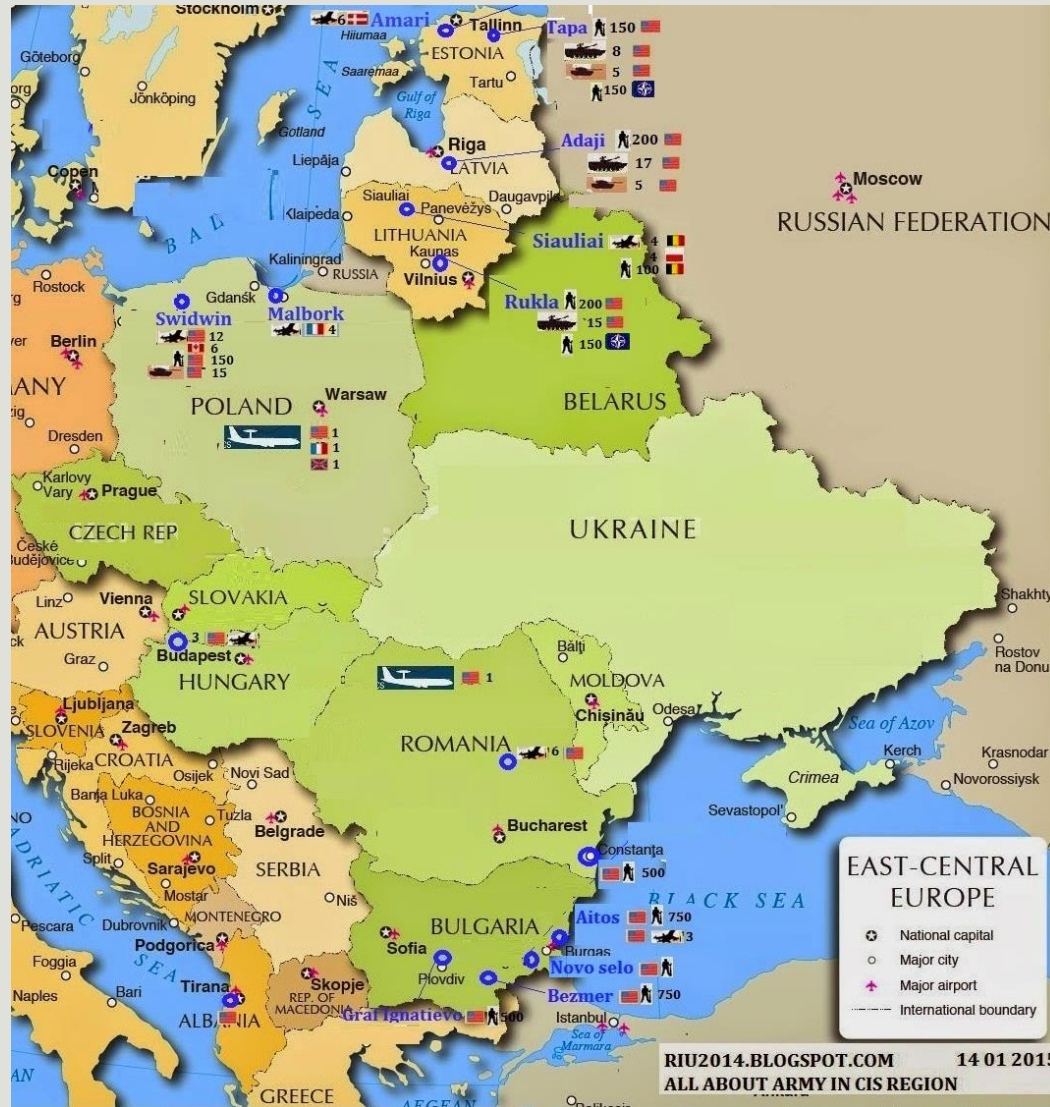 Stockholm
6
Amari
Hiiumaa
Tallinn
ESTONIA
Tapa
150
8
5
150
Göteborg
Jönköping
Saaremaa
Tartu
Gulf of
Riga
SEA
Gotland
Riga
LATVIA
Adaji
200
17
5
Liepāja
Copen
Moscow
RUSSIAN FEDERATION
Siauliai
Panevėžys
Daugavpils
Klaipeda
LITHUANIA
Siauliai
4
4
100
BAL
Kaliningrad
RUSSIA
Kaunas
Vilnius
Rostock
Gdańsk
Malbork
4
Rukla
200
15
150
Swidwin
12
6
150
15
Berlin
ANY
Warsaw
POLAND
1
1
1
BELARUS
Dresden
Karlovy
Vary
Prague
CZECH REP
České
Budějovice
UKRAINE
Linz
Vienna
SLOVAKIA
AUSTRIA
3
Budapest
Graz
HUNGARY
Shakhty
Rostov
na Donu
Bălţi
MOLDOVA
Chişinău
Odesa
1
Ljubljana
SLOVENIA
Zagreb
CROATIA
Rijeka
Osijek
Novi Sad
ROMANIA
6
Sea of Azov
Kerch
Krasnodar
Novorossiysk
Crimea
Sevastopol'
Banja Luka
BOSNIA
AND
HERZEGOVINA
Tuzla
Belgrade
Bucharest
Split
Sarajevo
SERBIA
Constanţa
500
Mostar
MONTENEGRO
Niš
BLACK SEA
ADRIATIC
SEA
Pescara
Dubrovnik
Podgorica
BULGARIA
Aitos
750
3
Sofia
Burgas
Foggia
Plovdiv
Novo selo
Skopje
Bezmer
750
Naples
Bari
Tirana
REP. OF
MACEDONIA
ALBANIA
Graf Ignatievo
500
Istanbul
Sea of
Marmara
GREECE
AEGEAN
EAST-CENTRAL
EUROPE
National capital
Major city
Major airport
International boundary
RIU2014.BLOGSPOT.COM 14 01 2015
ALL ABOUT ARMY IN CIS REGION